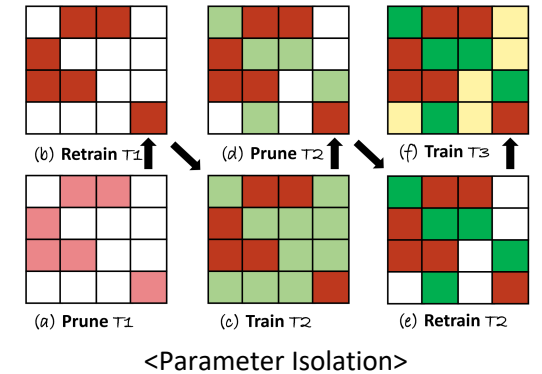 (b) Retrain T1
(d) Prune T2
(f) Train T3
(a) Prune T1
(c) Train T2
(e) Retrain T2
<Parameter Isolation>